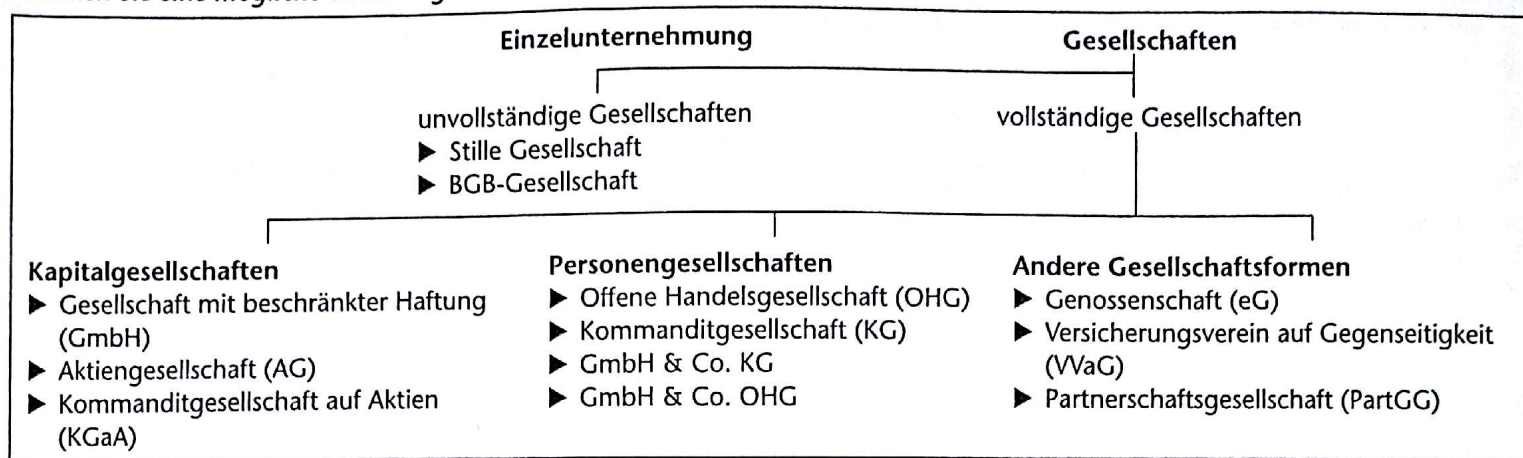 Einzelunternehmung
Gesellschaften
unvollständige Gesellschaften
▶ Stille Gesellschaft
▶ BGB-Gesellschaft
vollständige Gesellschaften
Kapitalgesellschaften
▶ Gesellschaft mit beschränkter Haftung
(GmbH)
▶ Aktiengesellschaft (AG)
▶ Kommanditgesellschaft auf Aktien
(KGaA)
Personengesellschaften
▶ Offene Handelsgesellschaft (OHG)
▶ Kommanditgesellschaft (KG)
▶ GmbH & Co. KG
▶ GmbH & Co. OHG
Andere Gesellschaftsformen
▶ Genossenschaft (eG)
▶ Versicherungsverein auf Gegenseitigkeit
(VVaG)
▶ Partnerschaftsgesellschaft (PartGG)